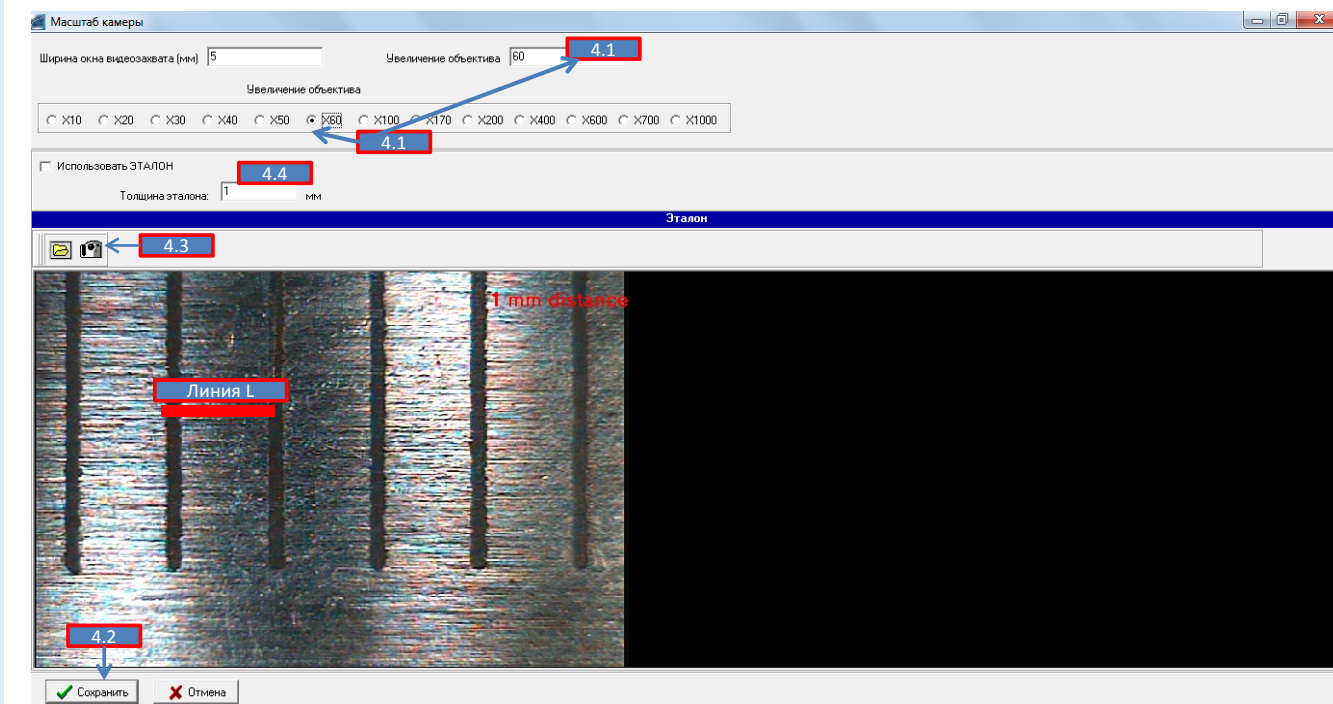 Масштаб камеры
Ширина окна видеозахвата (мм) 5 Увеличение объектива 60 4.1
Увеличение объектива
X10 X20 X30 X40 X50 X60 X100 X170 X200 X400 X600 X700 X1000
4.1
Использовать ЭТАЛОН
4.4
Толщина эталона: 1 мм
Эталон
4.3
1 mm distance
Линия L
4.2
Сохранить Отмена